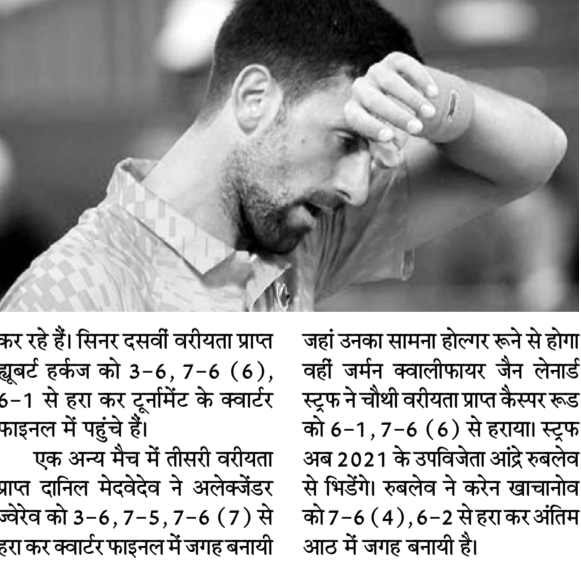 कर रहे हैं। सिनर दसवीं वरीयता प्राप्त
ह्यूबर्ट हर्कज को 3-6, 7-6 (6),
6-1 से हरा कर टूर्नामेंट के क्वार्टर
फाइनल में पहुंचे हैं।
एक अन्य मैच में तीसरी वरीयता
प्राप्त दानिल मेदवेदेव ने अलेक्जेंडर
ज्वेरेव को 3-6, 7-5, 7-6 (7) से
हरा कर क्वार्टर फाइनल में जगह बनायी
जहां उनका सामना होल्गर रूने से होगा
वहीं जर्मन क्वालीफायर जैन लेनार्ड
स्ट्रफ ने चौथी वरीयता प्राप्त कैस्पर रूड
को 6-1, 7-6 (6) से हराया। स्ट्रफ
अब 2021 के उपविजेता आंद्रे रुबलेव
से भिडेंगे। रुबलेव ने करेन खाचानोव
को 7-6 (4), 6-2 से हरा कर अंतिम
आठ में जगह बनायी है।